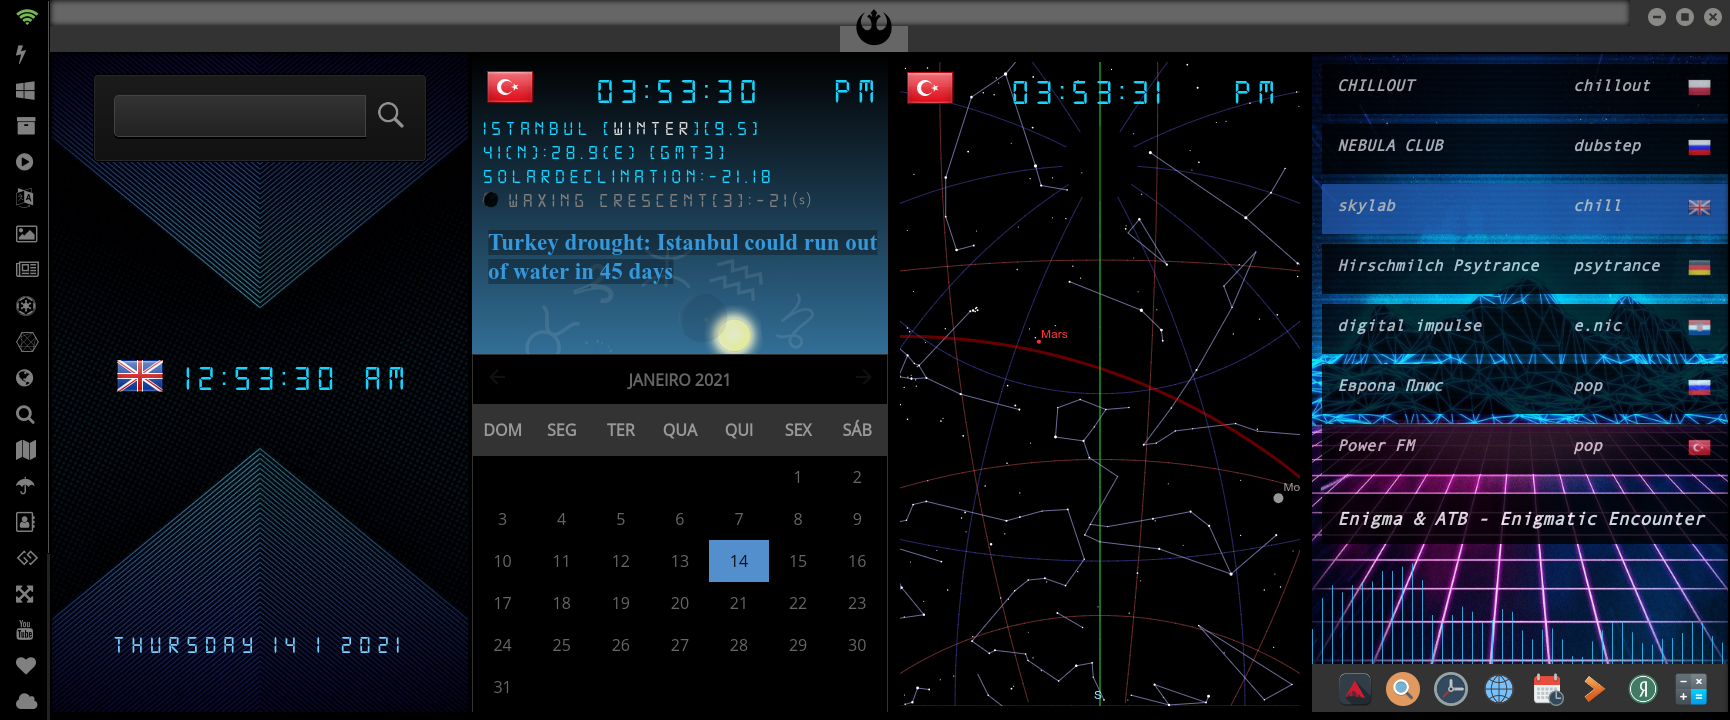 12:53:30 AM
THURSDAY 14 1 2021
03:53:30 PM
ISTANBUL (WINTER)(9.5)
41(N):28.9(E) (GMT3)
SOLARDECLINATION:-21.18
WAXING CRESCENT(3):-21(s)
Turkey drought: Istanbul could run out
of water in 45 days
JANEIRO 2021
DOM SEG TER QUA QUI SEX SÁB
1 2
3 4 5 6 7 8 9
10 11 12 13 14 15 16
17 18 19 20 21 22 23
24 25 26 27 28 29 30
31
03:53:31 PM
Mars
Mo
S
CHILLOUT chillout
NEBULA CLUB dubstep
skylab chill
Hirschmilch Psytrance psytrance
digital impulse e.nic
Европа Плюс pop
Power FM pop
Enigma & ATB - Enigmatic Encounter
You
Tube
Я